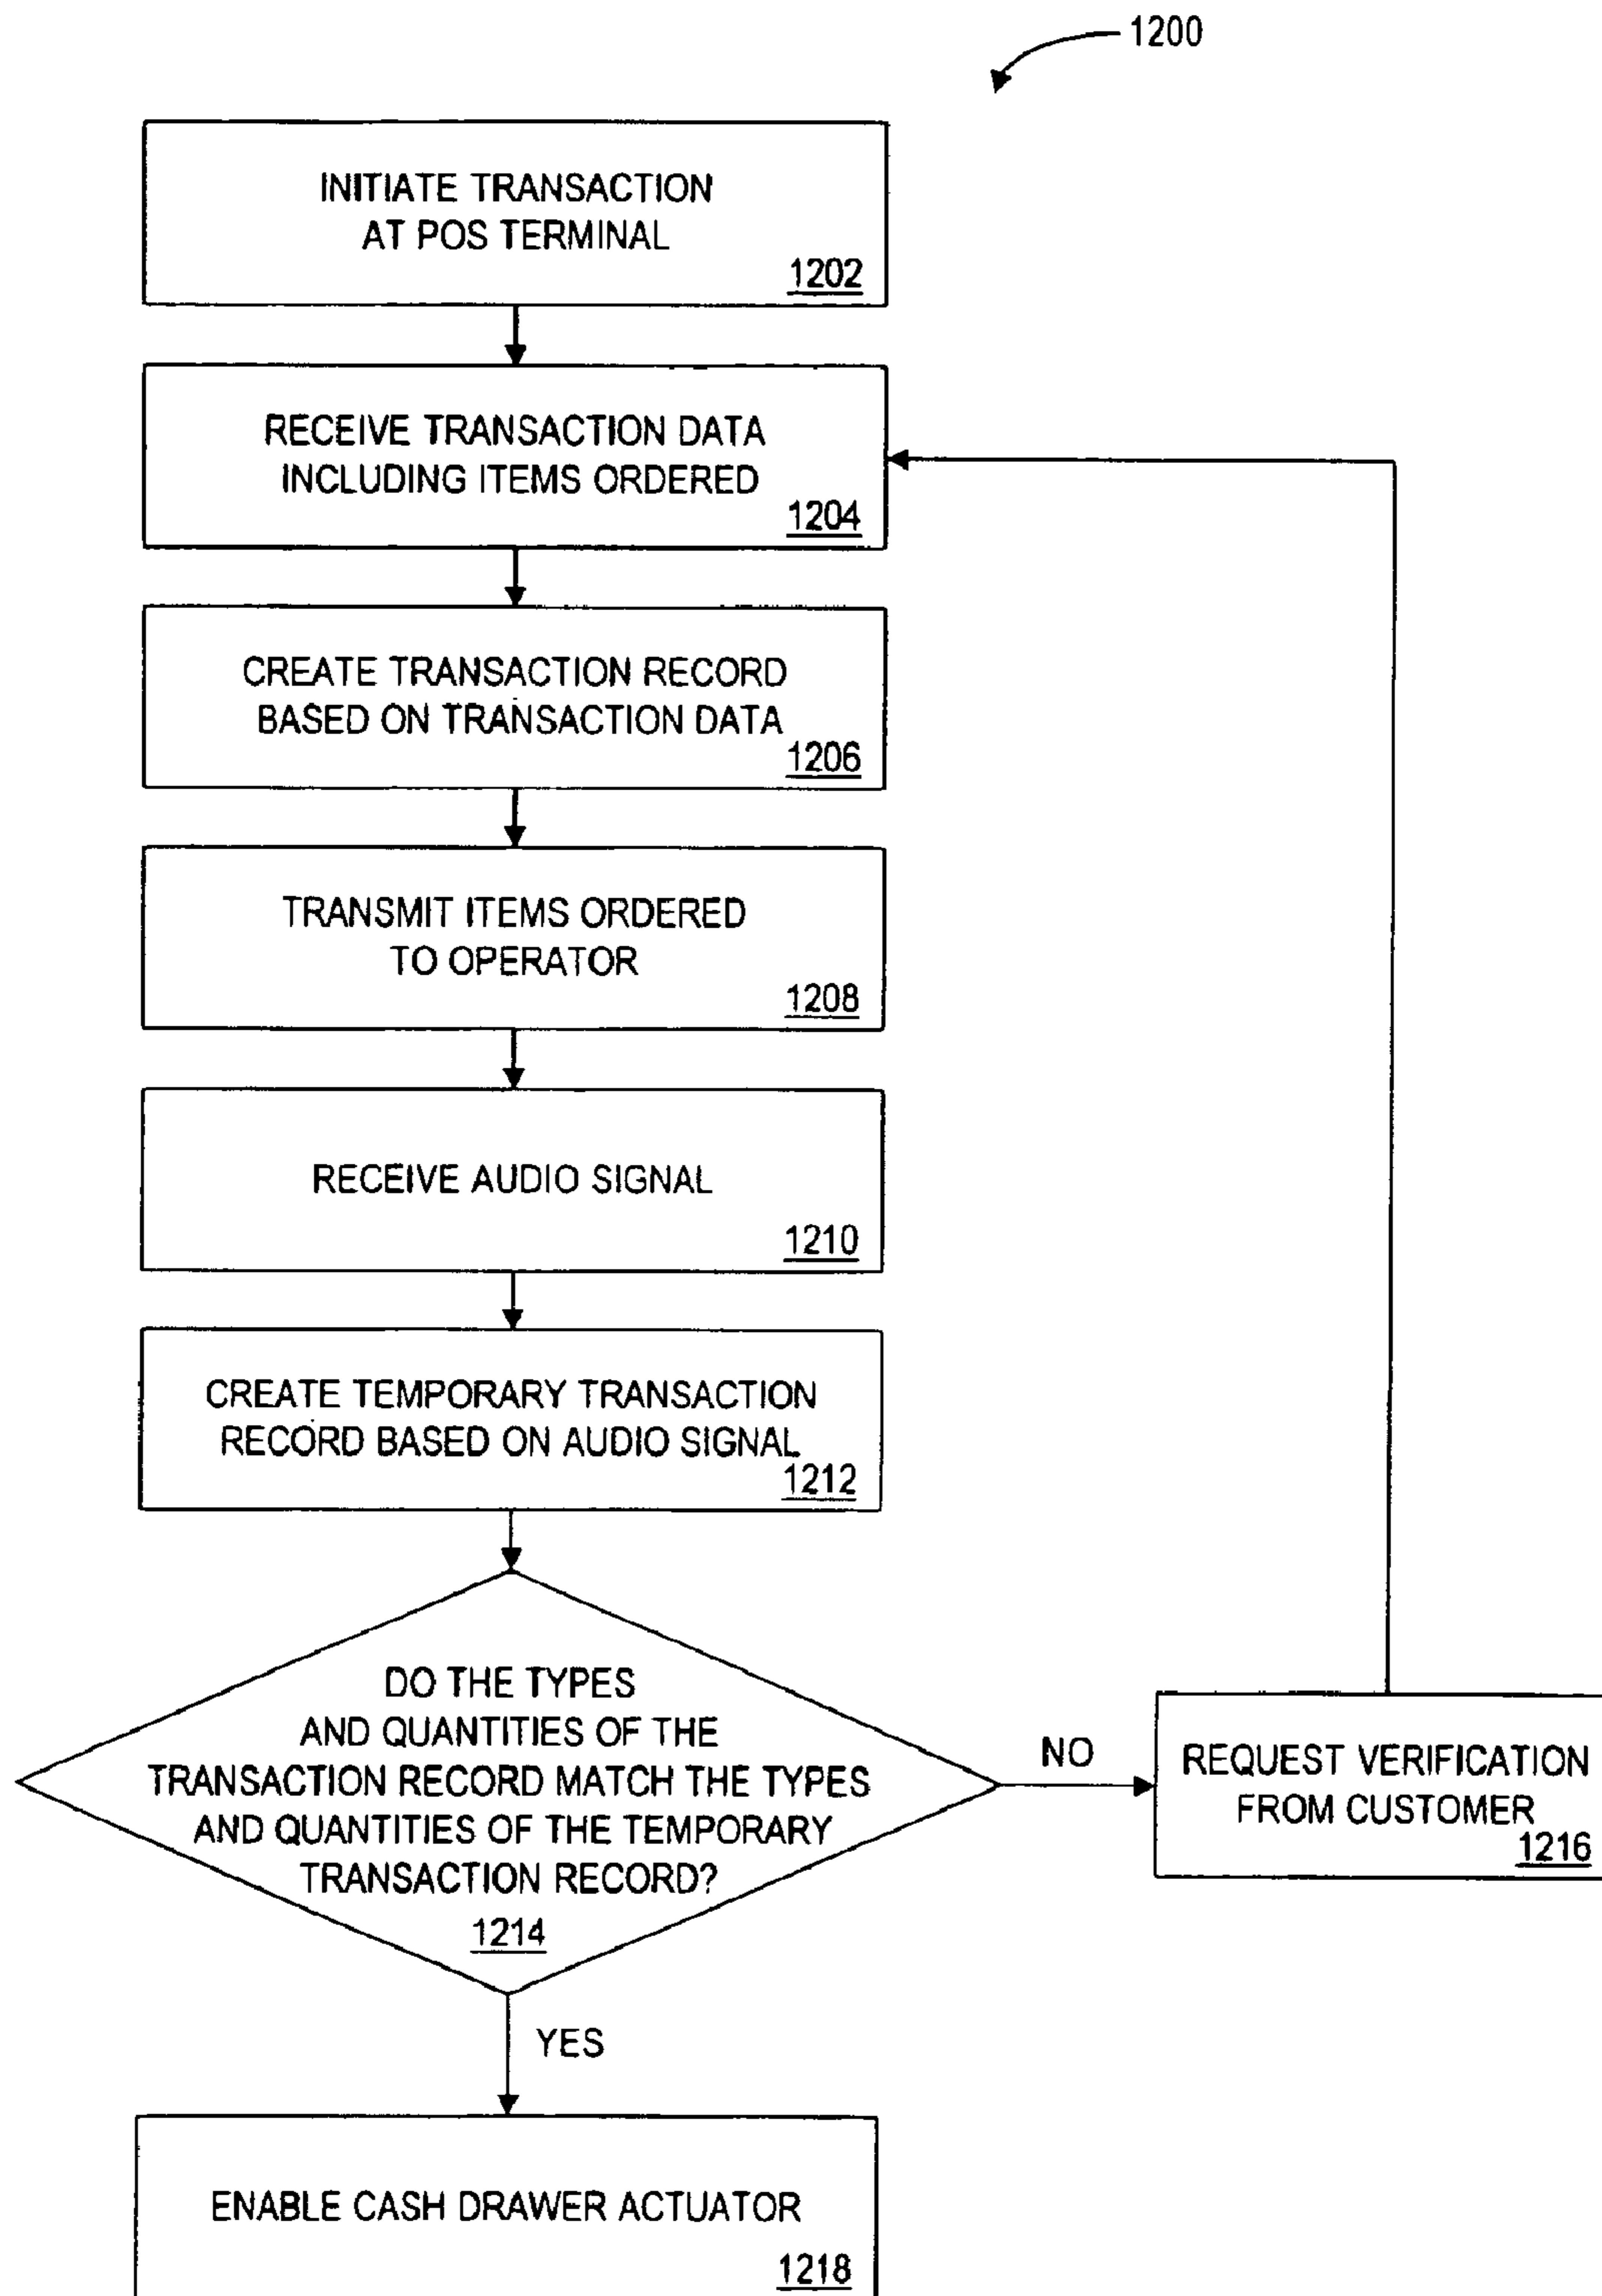 1200
INITIATE TRANSACTION
AT POS TERMINAL
1202
RECEIVE TRANSACTION DATA
INCLUDING ITEMS ORDERED
1204
CREATE TRANSACTION RECORD
BASED ON TRANSACTION DATA
1206
TRANSMIT ITEMS ORDERED
TO OPERATOR
1208
RECEIVE AUDIO SIGNAL
1210
CREATE TEMPORARY TRANSACTION
RECORD BASED ON AUDIO SIGNAL
1212
DO THE TYPES
AND QUANTITIES OF THE
TRANSACTION RECORD MATCH THE TYPES
AND QUANTITIES OF THE TEMPORARY
TRANSACTION RECORD?
1214
NO
REQUEST VERIFICATION
FROM CUSTOMER
1216
YES
ENABLE CASH DRAWER ACTUATOR
1218